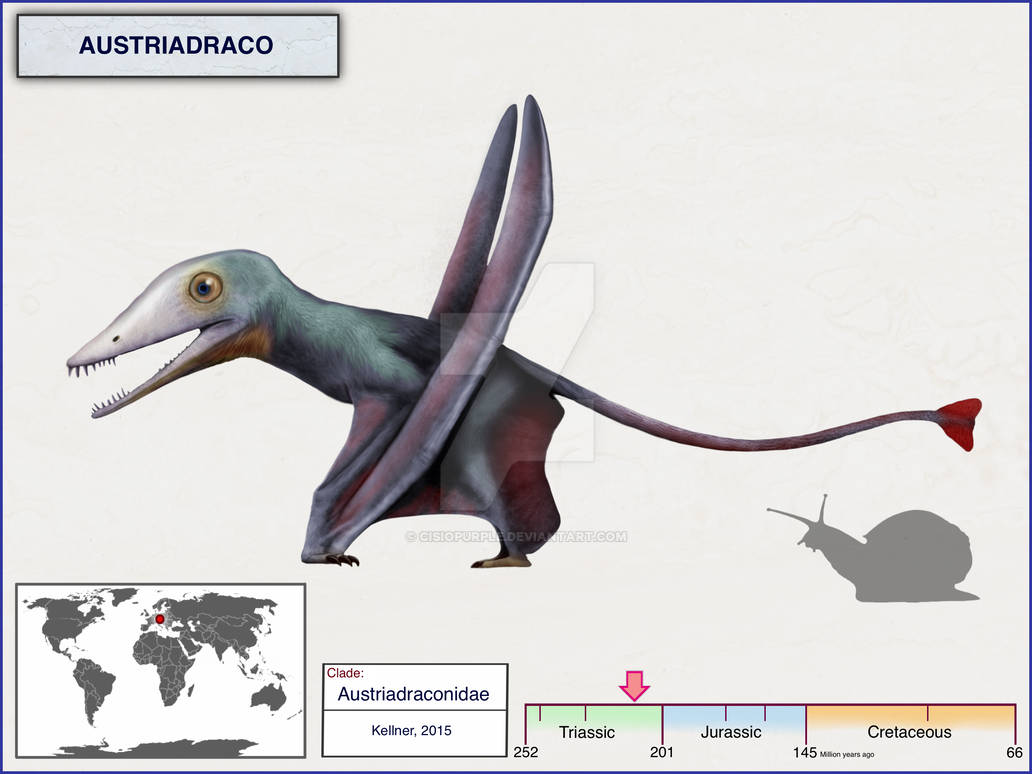 AUSTRIADRACO
© CISIOPURPLE.DEVIANTART.COM
Clade:
Austriadraconidae
Kellner, 2015
Triassic Jurassic Cretaceous
252 201 145 Million years ago 66